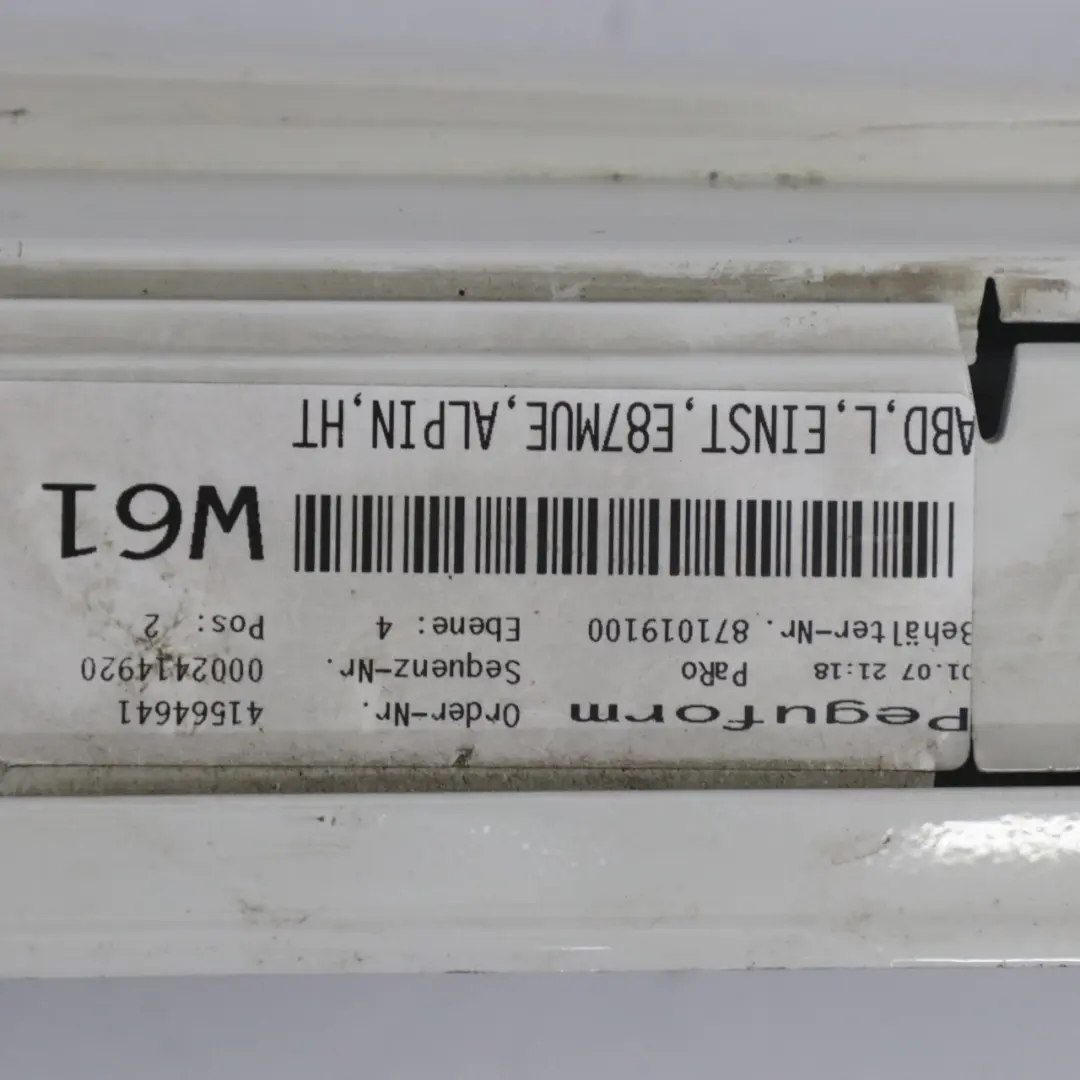 Peguform Order-Nr. 41564641
01.07 21:18 PaRo Sequenz-Nr. 0002414920
Behälter-Nr. 871019100 Ebene: 4 Pos: 2
W61
ABD,L,EINST,E87MUE,ALPIN,HT